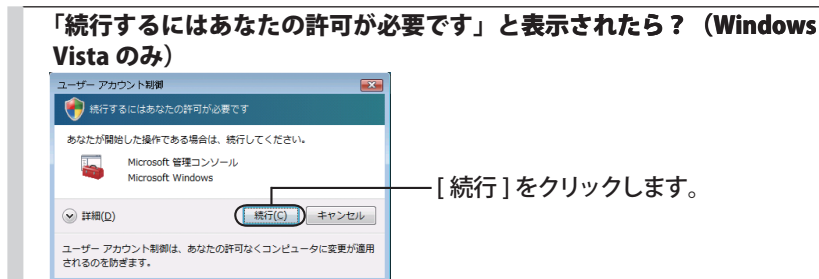 「続行するにはあなたの許可が必要です」と表示されたら？（Windows
Vista のみ）
ユーザー アカウント制御
続行するにはあなたの許可が必要です
あなたが開始した操作である場合は、続行してください。
Microsoft 管理コンソール
Microsoft Windows
[ 続行 ] をクリックします。
詳細(D)
続行(C)
キャンセル
ユーザー アカウント制御は、あなたの許可なくコンピュータに変更が適用
されるのを防ぎます。